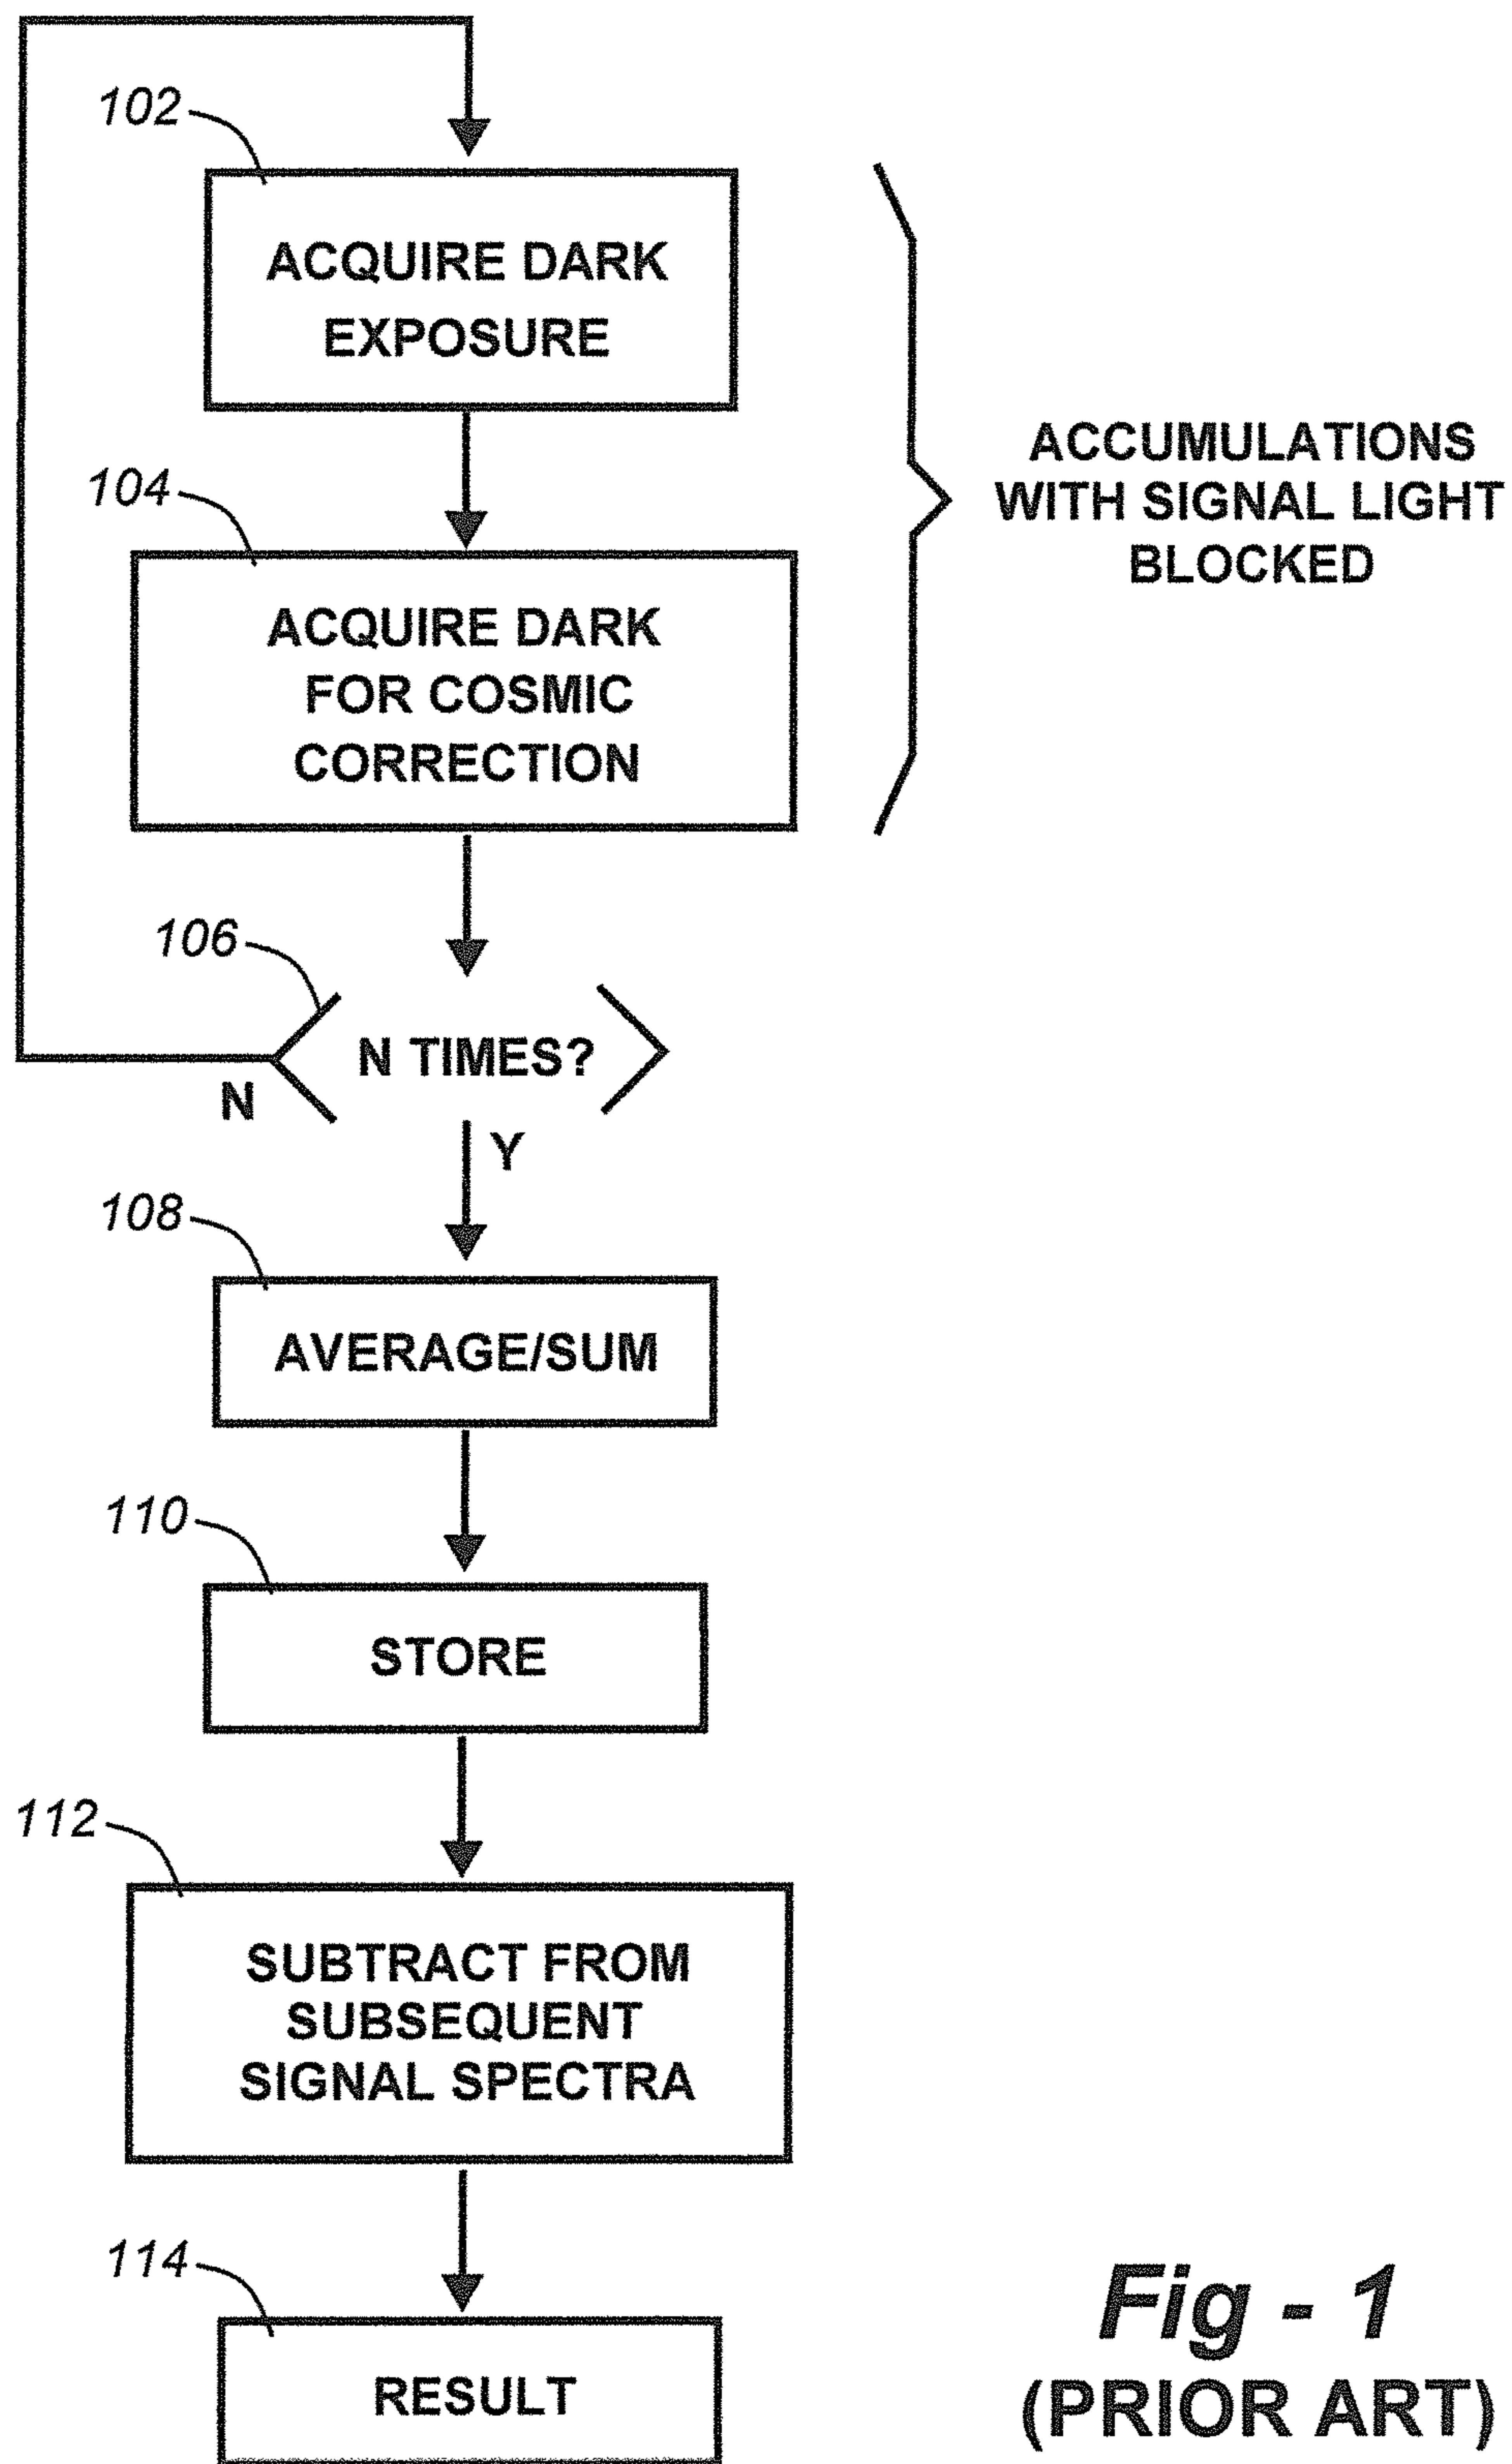 102
ACQUIRE DARK
EXPOSURE
104
ACQUIRE DARK
FOR COSMIC
CORRECTION
ACCUMULATIONS
WITH SIGNAL LIGHT
BLOCKED
106
N TIMES?
N
Y
108
AVERAGE/SUM
110
STORE
112
SUBTRACT FROM
SUBSEQUENT
SIGNAL SPECTRA
114
RESULT
Fig - 1
(PRIOR ART)